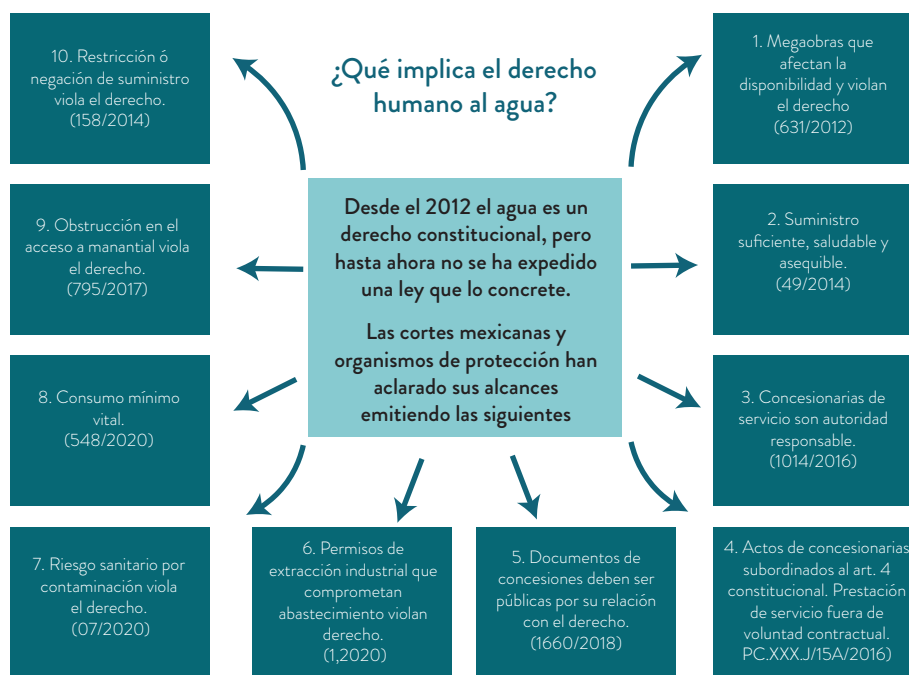 ¿Qué implica el derecho
humano al agua?
Desde el 2012 el agua es un
derecho constitucional, pero
hasta ahora no se ha expedido
una ley que lo concrete.
Las cortes mexicanas y
organismos de protección han
aclarado sus alcances
emitiendo las siguientes
1. Megaobras que
afectan la
disponibilidad y violan
el derecho
(631/2012)
2. Suministro
suficiente, saludable y
asequible.
(49/2014)
3. Concesionarias de
servicio son autoridad
responsable.
(1014/2016)
4. Actos de concesionarias
subordinados al art. 4
constitucional. Prestación
de servicio fuera de
voluntad contractual.
PC.XXX.J/15A/2016)
5. Documentos de
concesiones deben ser
públicas por su relación
con el derecho.
(1660/2018)
6. Permisos de
extracción industrial que
comprometan
abastecimiento violan
derecho.
(1,2020)
7. Riesgo sanitario por
contaminación viola
el derecho.
(07/2020)
8. Consumo mínimo
vital.
(548/2020)
9. Obstrucción en el
acceso a manantial viola
el derecho.
(795/2017)
10. Restricción ó
negación de suministro
viola el derecho.
(158/2014)